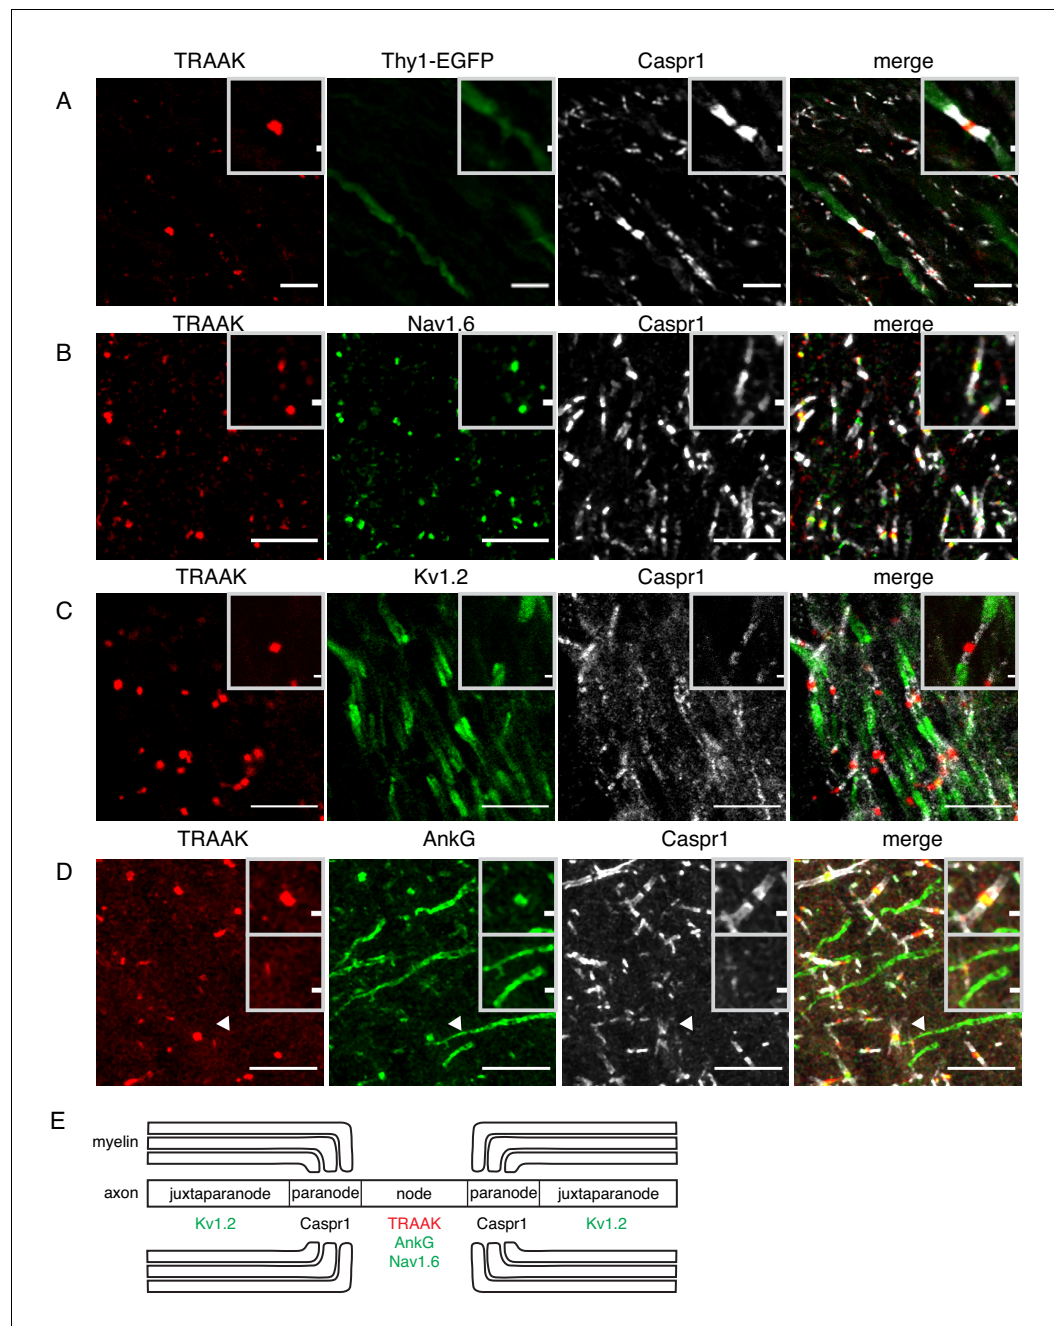 TRAAK Thy1-EGFP Caspr1 merge
A
TRAAK Nav1.6 Caspr1 merge
B
TRAAK Kv1.2 Caspr1 merge
C
TRAAK AnkG Caspr1 merge
D
E
myelin
axon juxtaparanode paranode node paranode juxtaparanode
Kv1.2 Caspr1 TRAAK Caspr1 Kv1.2
AnkG
Nav1.6